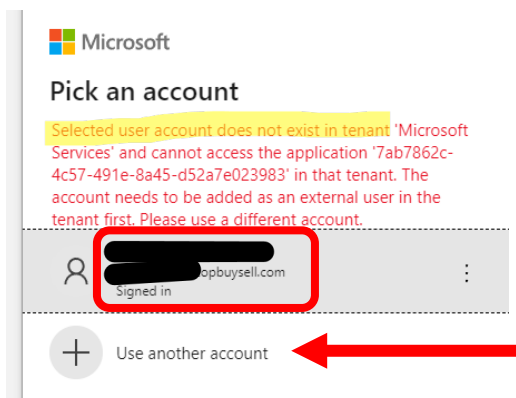 Microsoft
Pick an account
Selected user account does not exist in tenant 'Microsoft
Services' and cannot access the application '7ab7862c-
4c57-491e-8a45-d52a7e023983' in that tenant. The
account needs to be added as an external user in the
tenant first. Please use a different account.
opbuysell.com
Signed in
Use another account